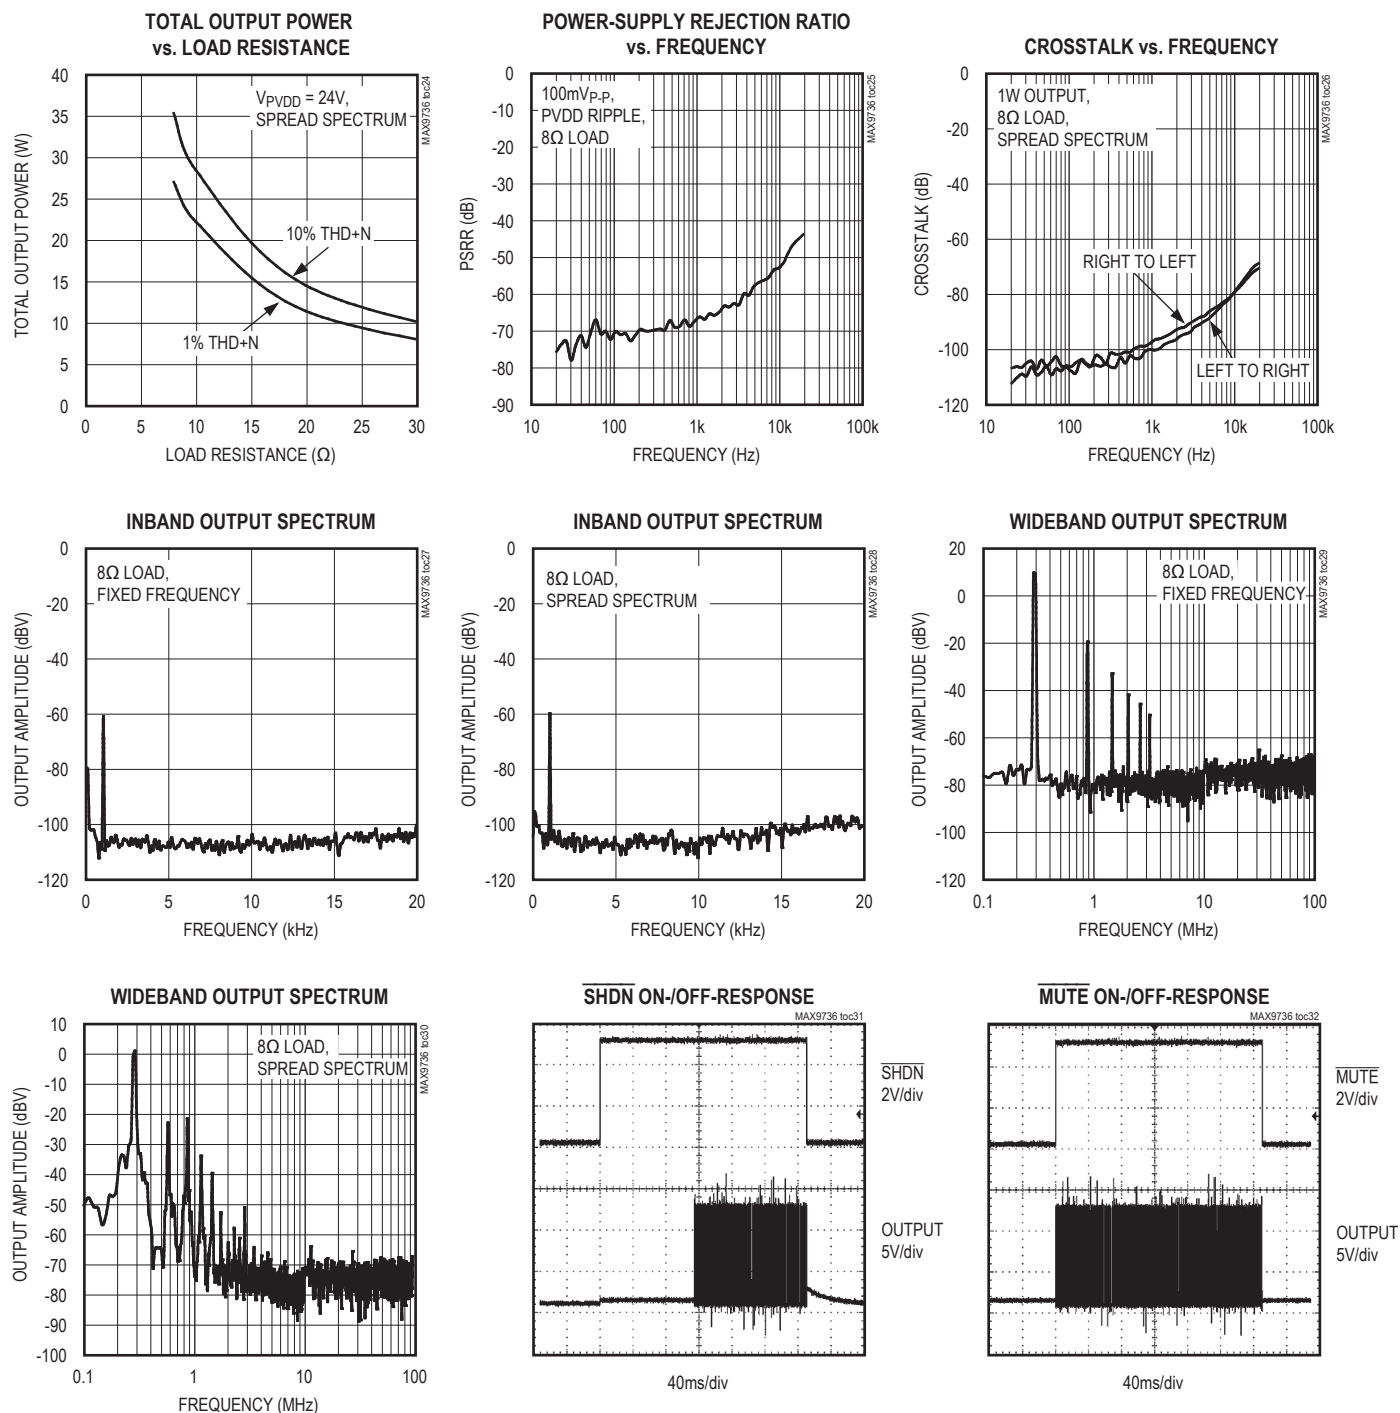 TOTAL OUTPUT POWER
vs. LOAD RESISTANCE
MAX9736 toc24
VPVDD = 24V,
SPREAD SPECTRUM
10% THD+N
1% THD+N
TOTAL OUTPUT POWER (W)
40
35
30
25
20
15
10
5
0
0 5 10 15 20 25 30
LOAD RESISTANCE (Ω)
POWER-SUPPLY REJECTION RATIO
vs. FREQUENCY
MAX9736 toc25
100mVP-P,
PVDD RIPPLE,
8Ω LOAD
PSRR (dB)
0
-10
-20
-30
-40
-50
-60
-70
-80
-90
10 100 1k 10k 100k
FREQUENCY (Hz)
CROSSTALK vs. FREQUENCY
MAX9736 toc26
1W OUTPUT,
8Ω LOAD,
SPREAD SPECTRUM
RIGHT TO LEFT
LEFT TO RIGHT
CROSSTALK (dB)
0
-20
-40
-60
-80
-100
-120
10 100 1k 10k 100k
FREQUENCY (Hz)
INBAND OUTPUT SPECTRUM
MAX9736 toc27
8Ω LOAD,
FIXED FREQUENCY
OUTPUT AMPLITUDE (dBV)
0
-20
-40
-60
-80
-100
-120
0 5 10 15 20
FREQUENCY (kHz)
INBAND OUTPUT SPECTRUM
MAX9736 toc28
8Ω LOAD,
SPREAD SPECTRUM
OUTPUT AMPLITUDE (dBV)
0
-20
-40
-60
-80
-100
-120
0 5 10 15 20
FREQUENCY (kHz)
WIDEBAND OUTPUT SPECTRUM
MAX9736 toc29
8Ω LOAD,
FIXED FREQUENCY
OUTPUT AMPLITUDE (dBV)
20
0
-20
-40
-60
-80
-100
-120
0.1 1 10 100
FREQUENCY (MHz)
WIDEBAND OUTPUT SPECTRUM
MAX9736 toc30
8Ω LOAD,
SPREAD SPECTRUM
OUTPUT AMPLITUDE (dBV)
10
0
-10
-20
-30
-40
-50
-60
-70
-80
-90
-100
0.1 1 10 100
FREQUENCY (MHz)
SHDN ON-/OFF-RESPONSE
MAX9736 toc31
SHDN
2V/div
OUTPUT
5V/div
40ms/div
MUTE ON-/OFF-RESPONSE
MAX9736 toc32
MUTE
2V/div
OUTPUT
5V/div
40ms/div